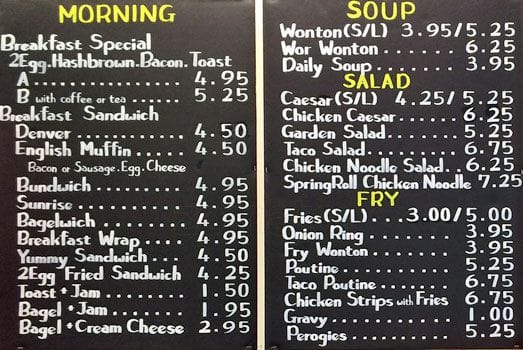 MORNING
Breakfast Special
2Egg.Hashbrown.Bacon.Toast
A ................ 4.95
B with coffee or tea ..... 5.25
Breakfast Sandwich
Denver .......... 4.50
English Muffin .... 4.50
Bacon or Sausage.Egg.Cheese
Bundwich ........ 4.95
Sunrise .......... 4.95
Bagelwich ........ 4.95
Breakfast Wrap .... 4.95
Yummy Sandwich ... 4.50
2Egg Fried Sandwich 4.25
Toast + Jam ....... 1.50
Bagel + Jam ....... 1.95
Bagel + Cream Cheese 2.95
SOUP
Wonton(S/L) 3.95/5.25
Wor Wonton ...... 6.25
Daily Soup ....... 3.95
SALAD
Caesar(S/L) 4.25/5.25
Chicken Caesar ..... 6.25
Garden Salad ...... 5.25
Taco Salad ........ 6.75
Chicken Noodle Salad .. 6.25
SpringRoll Chicken Noodle 7.25
FRY
Fries(S/L) ... 3.00/5.00
Onion Ring ........ 3.95
Fry Wonton ....... 3.95
Poutine .......... 5.25
Taco Poutine ...... 6.75
Chicken Strips with Fries 6.75
Gravy ........... 1.00
Perogies ......... 5.25